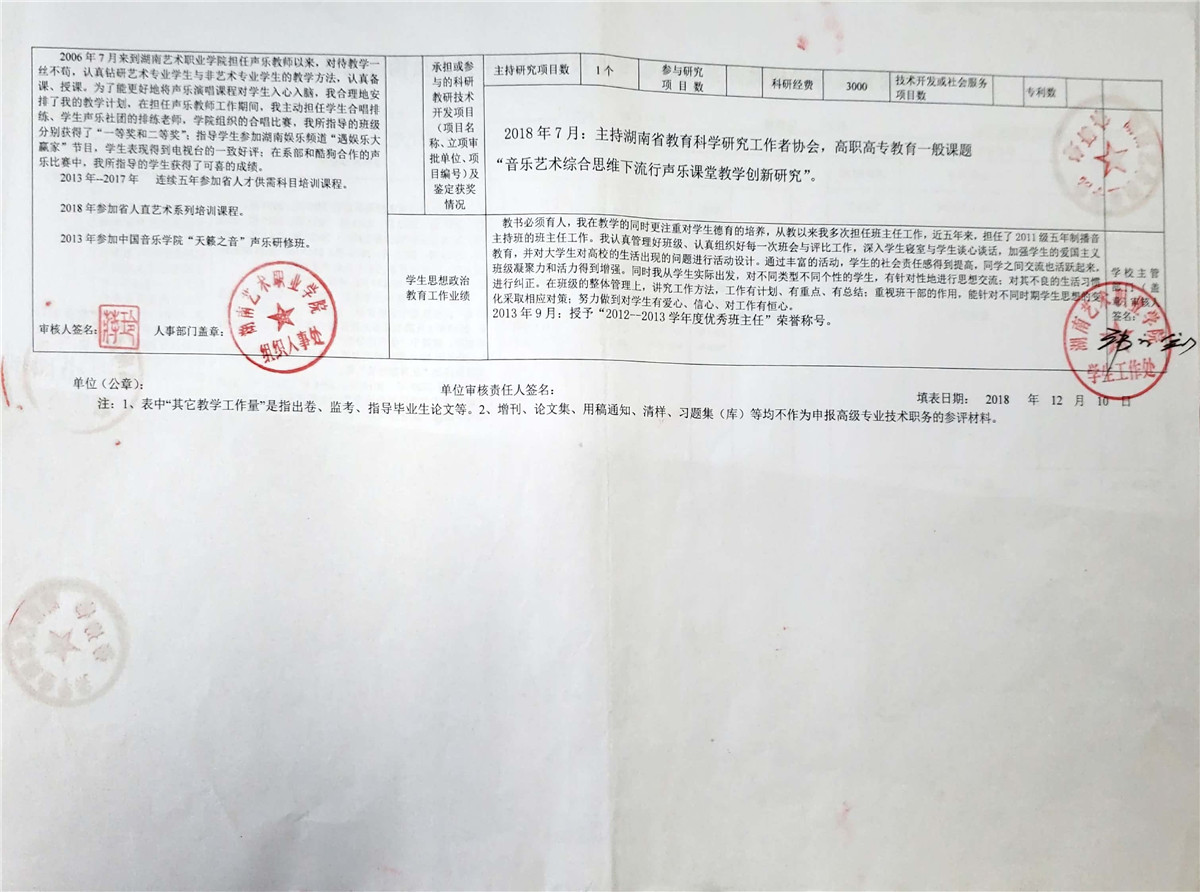 2006 年 7 月来到湖南艺术职业学院担任声乐教师以来，对待教学一
丝不苟，认真钻研艺术专业学生与非艺术专业学生的教学方法，认真备
课、授课。为了能更好地将声乐演唱课程对学生入心入脑，我合理地安
排了我的教学计划，在担任声乐教师工作期间，我主动担任学生合唱排
练、学生声乐社团的排练老师，学院组织的合唱比赛，我所指导的班级
分别获得了“一等奖和二等奖”；指导学生参加湖南娱乐频道“遇娱乐大
赢家”节目，学生表现得到电视台的一致好评；在系部和酷狗合作的声
乐比赛中，我所指导的学生获得了可喜的成绩。
2013 年--2017 年 连续五年参加省人才供需科目培训课程。
2018 年参加省人直艺术系列培训课程。
2013 年参加中国音乐学院“天籁之音”声乐研修班。
审核人签名：
人事部门盖章：
湖南艺术职业学院
组织人事处
承担或参
与的科研
教研技术
开发项目
（项目名
称、立项审
批单位、项
目编号）及
鉴定获奖
情况
主持研究项目数
1 个
参与研究
项 目 数
科研经费
3000
技术开发或社会服务
项目数
专利数
2018 年 7 月：主持湖南省教育科学研究工作者协会，高职高专教育一般课题
“音乐艺术综合思维下流行声乐课堂教学创新研究”。
学生思想政治
教育工作业绩
教书必须有人，我在教学的同时更注重对学生德育的培养，从教以来我多次担任班主任工作，近五年来，担任了 2011 级五年制播音
主持班的班主任工作。我认真管理好班级、认真组织好每一次班会与评比工作，深入学生寝室与学生谈心谈话，加强学生的爱国主义
教育，并对大学生对高校的生活出现的问题进行活动设计。通过丰富的活动，学生的社会责任感得到提高，同学之间交流也活跃起来，
班级凝聚力和活力得到增强。同时我从学生实际出发，对不同类型不同个性的学生，有针对性地进行思想交流；对其不良的生活习惯
进行纠正。在班级的整体管理上，讲究工作方法，工作有计划、有重点、有总结；重视班干部的作用，能针对不同时期学生思想的变
化采取相应对策；努力做到对学生有爱心、信心、对工作有恒心。
2013 年 9 月：授予“2012--2013 学年度优秀班主任”荣誉称号。
学校主管
部门（盖
章）审核人
签名：
湖南艺术职业学院
学生工作处
单位（公章）：
单位审核责任人签名：
填表日期： 2018 年 12 月 10 日
注：1、表中“其它教学工作量”是指出卷、监考、指导毕业生论文等。2、增刊、论文集、用稿通知、清样、习题集（库）等均不作为申报高级专业技术职务的参评材料。